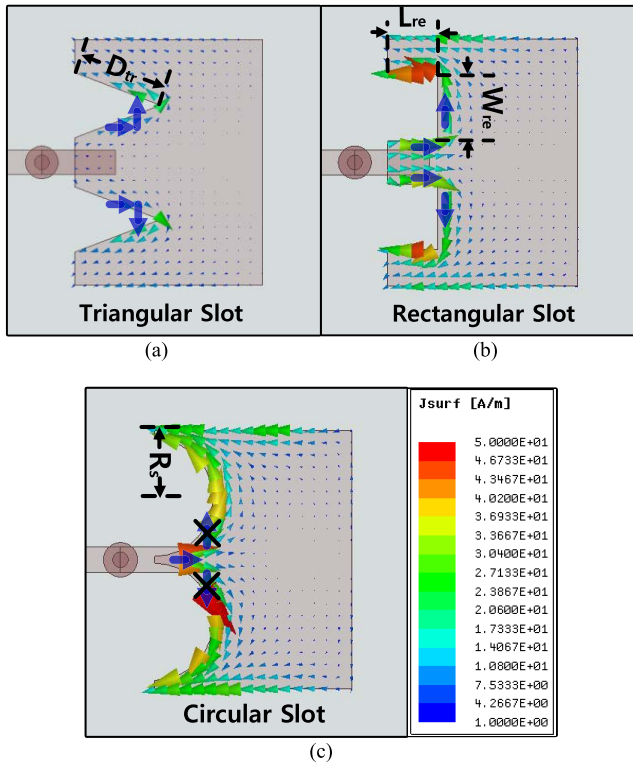 D_tr
Triangular Slot
(a)
L_re
W_re
Rectangular Slot
(b)
R_s
Circular Slot
Jsurf [A/m]
5.0000E+01
4.6733E+01
4.3467E+01
4.0200E+01
3.6933E+01
3.3667E+01
3.0400E+01
2.7133E+01
2.3867E+01
2.0600E+01
1.7333E+01
1.4067E+01
1.0800E+01
7.5333E+00
4.2667E+00
1.0000E+00
(c)